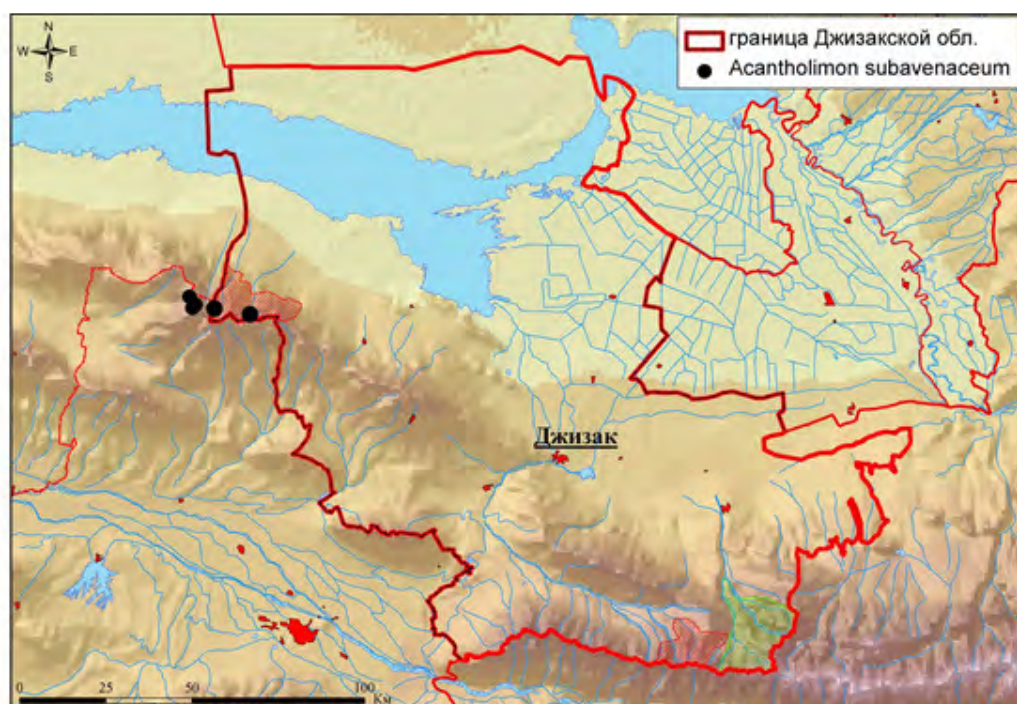 N
W E
S
граница Джизакской обл.
Acantholimon subavenaceum
Джизак
0 25 50 100
Км